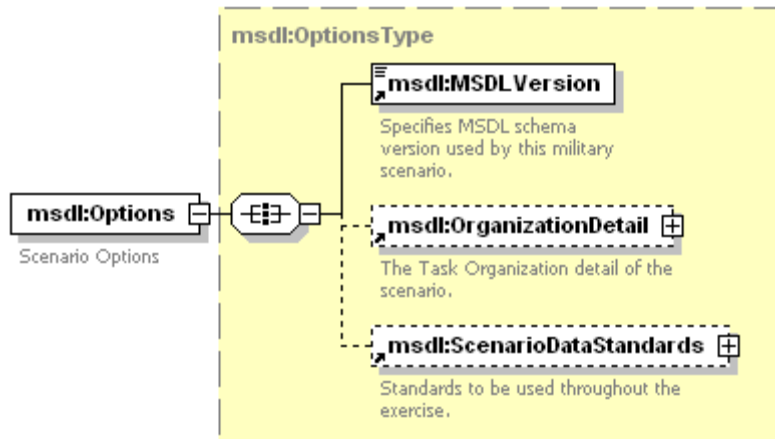 msdl:OptionsType
msdl:MSDLVersion
Specifies MSDL schema
version used by this military
scenario.
msdl:Options
Scenario Options
msdl:OrganizationDetail
The Task Organization detail of the
scenario.
msdl:ScenarioDataStandards
Standards to be used throughout the
exercise.